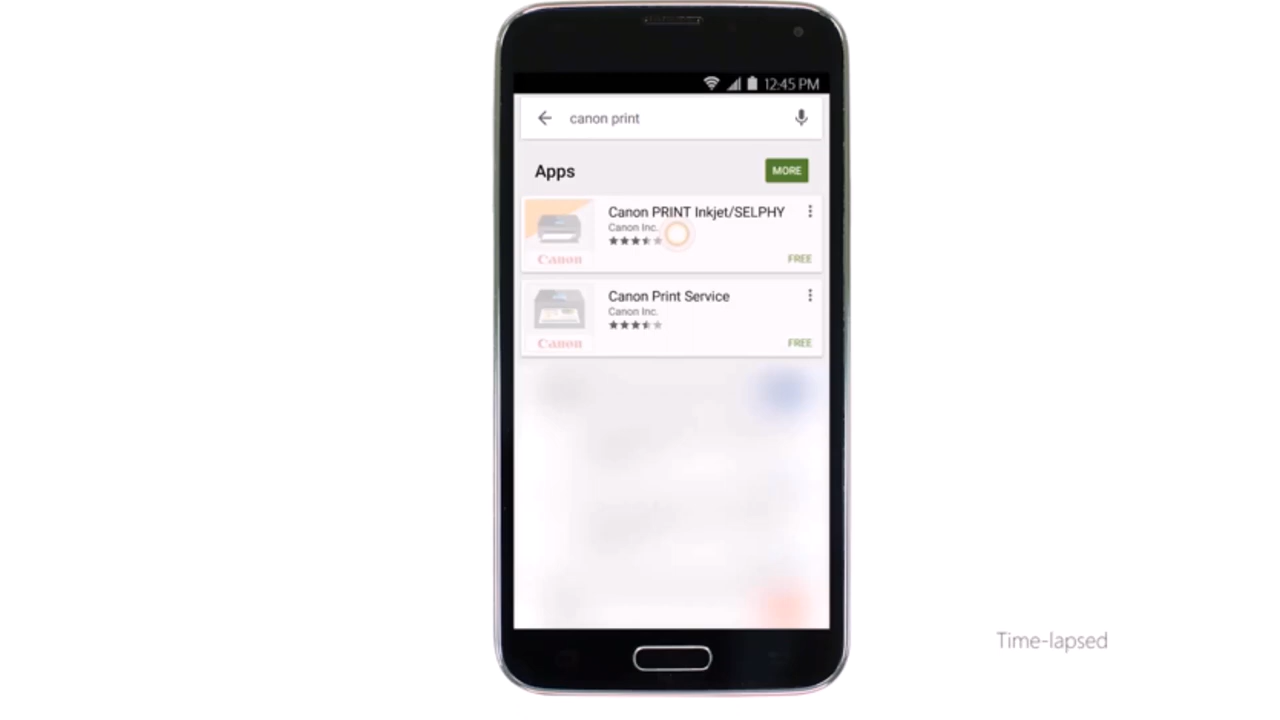 12:45 PM
canon print
Apps
MORE
Canon PRINT Inkjet/SELPHY
Canon Inc.
Canon
FREE
Canon Print Service
Canon Inc.
Canon
FREE
Time-lapsed